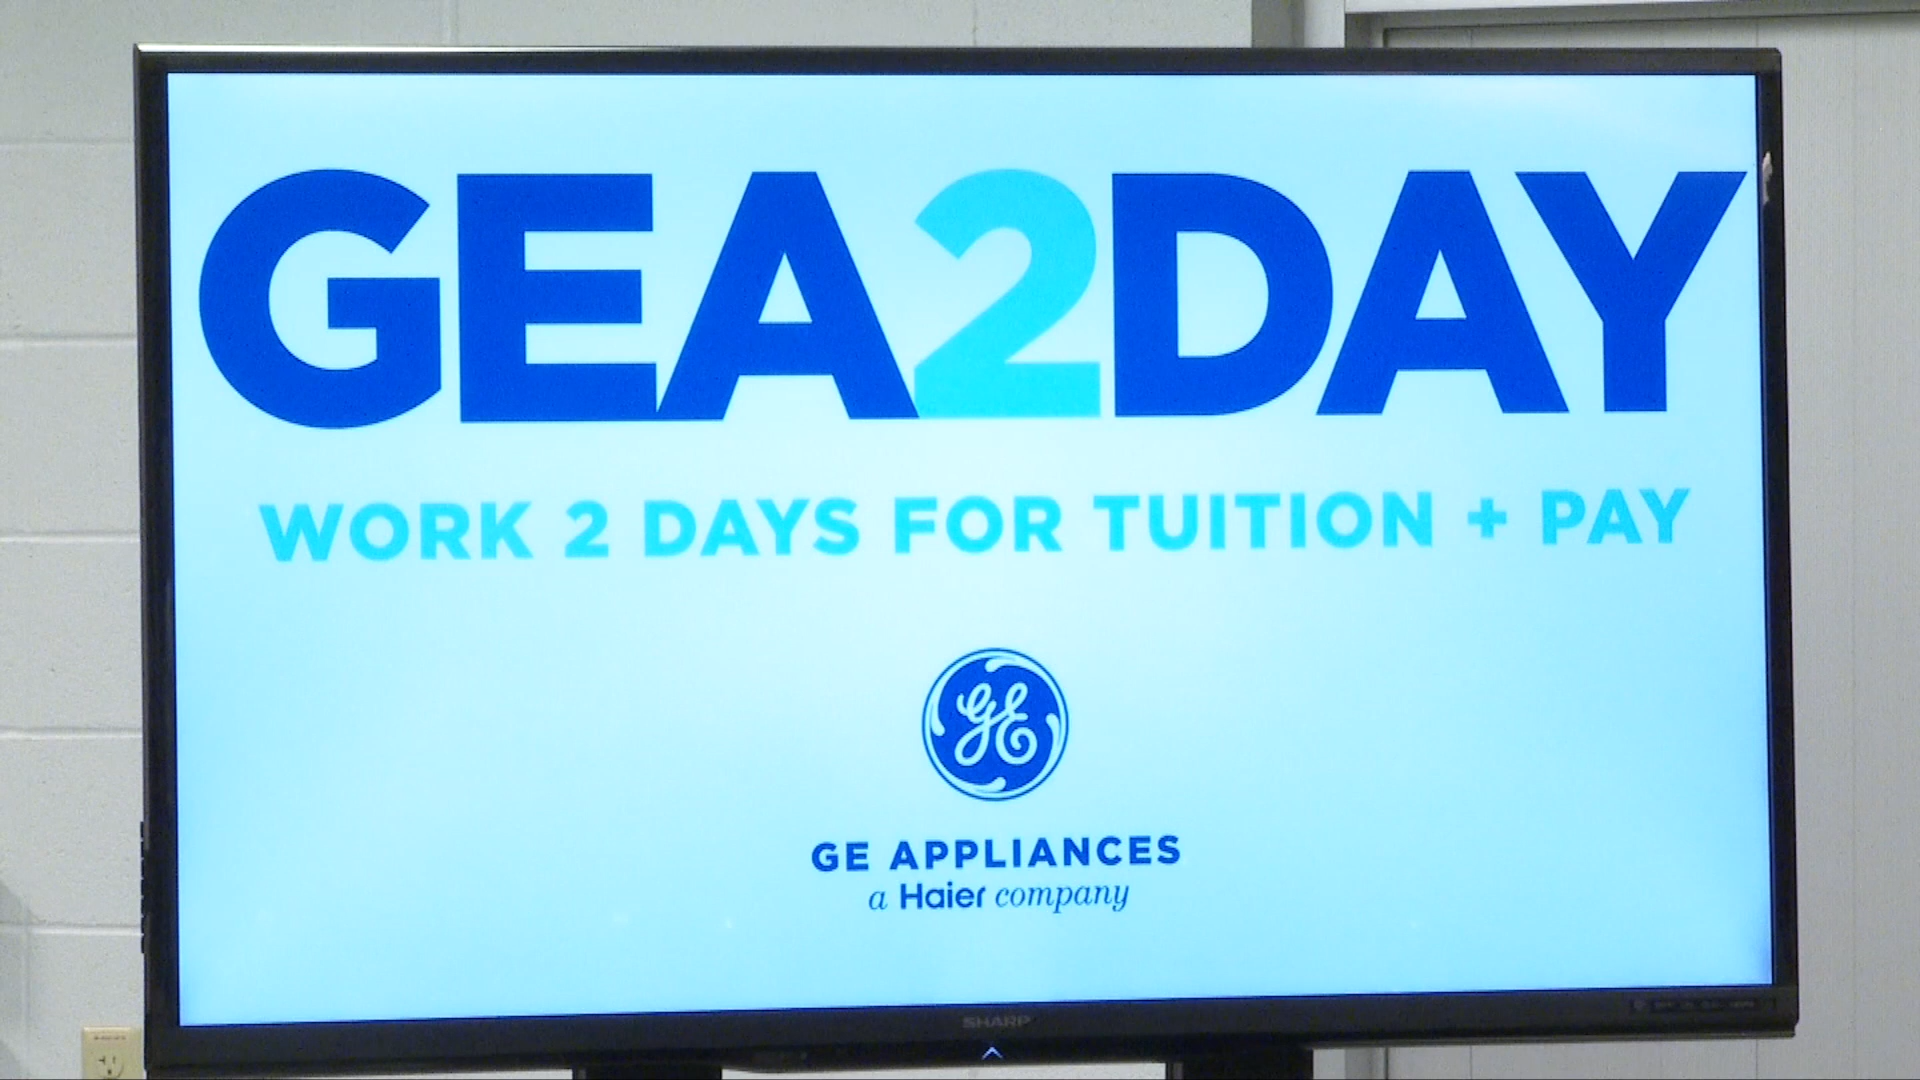 GEA2DAY
WORK 2 DAYS FOR TUITION + PAY
GE
GE APPLIANCES
a Haier company
SHARP